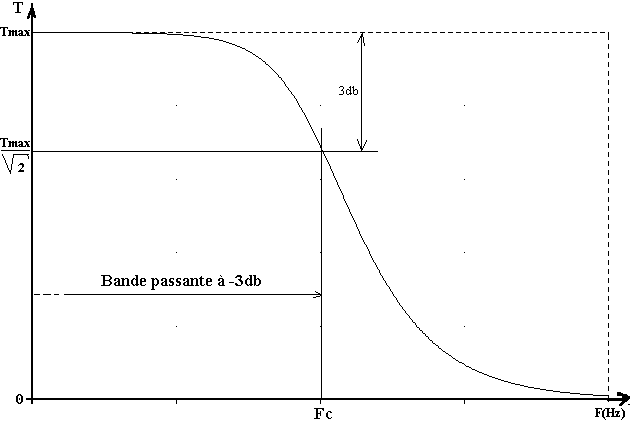 T
Tmax
3db
Tmax
√2
Bande passante à -3db
0
Fc
F(Hz)